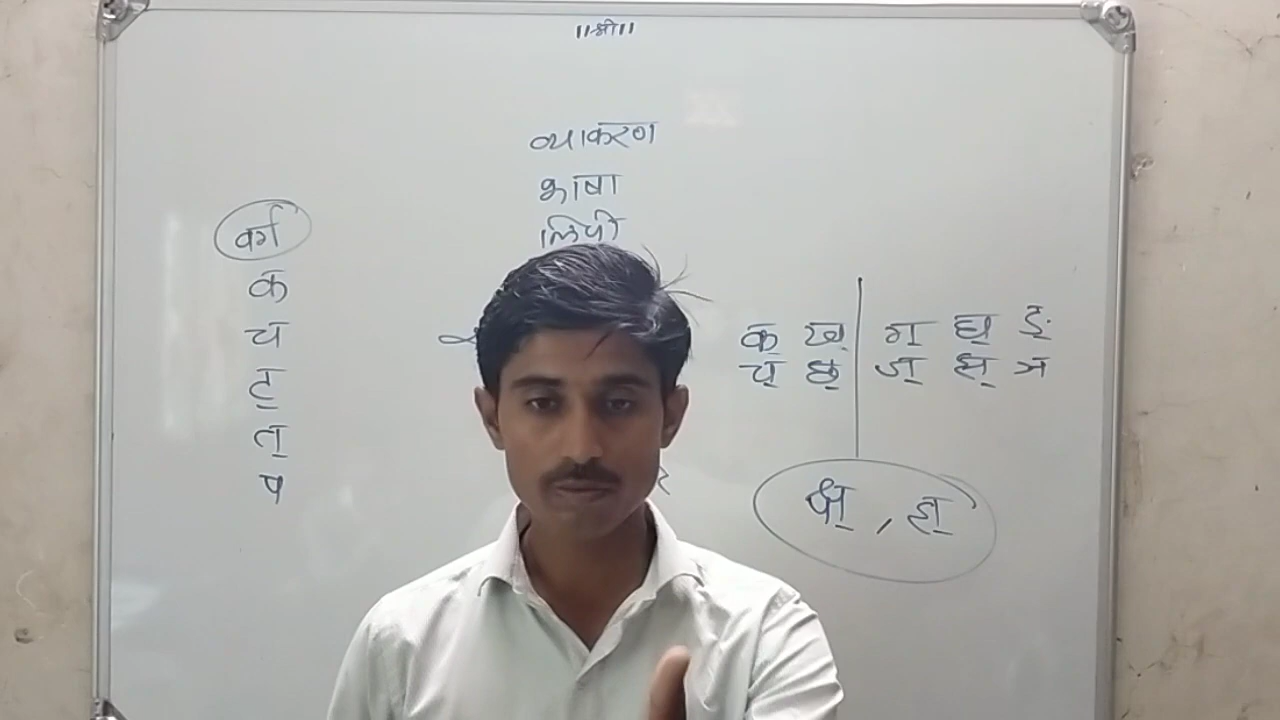 ॥श्री॥
व्याकरण
भाषा
लिपी
वर्ग
क
च
ट्
त्
प
क् ख् ग् घ् ङ्
च् छ् ज् झ् ञ
क्ष् , ज्ञ्